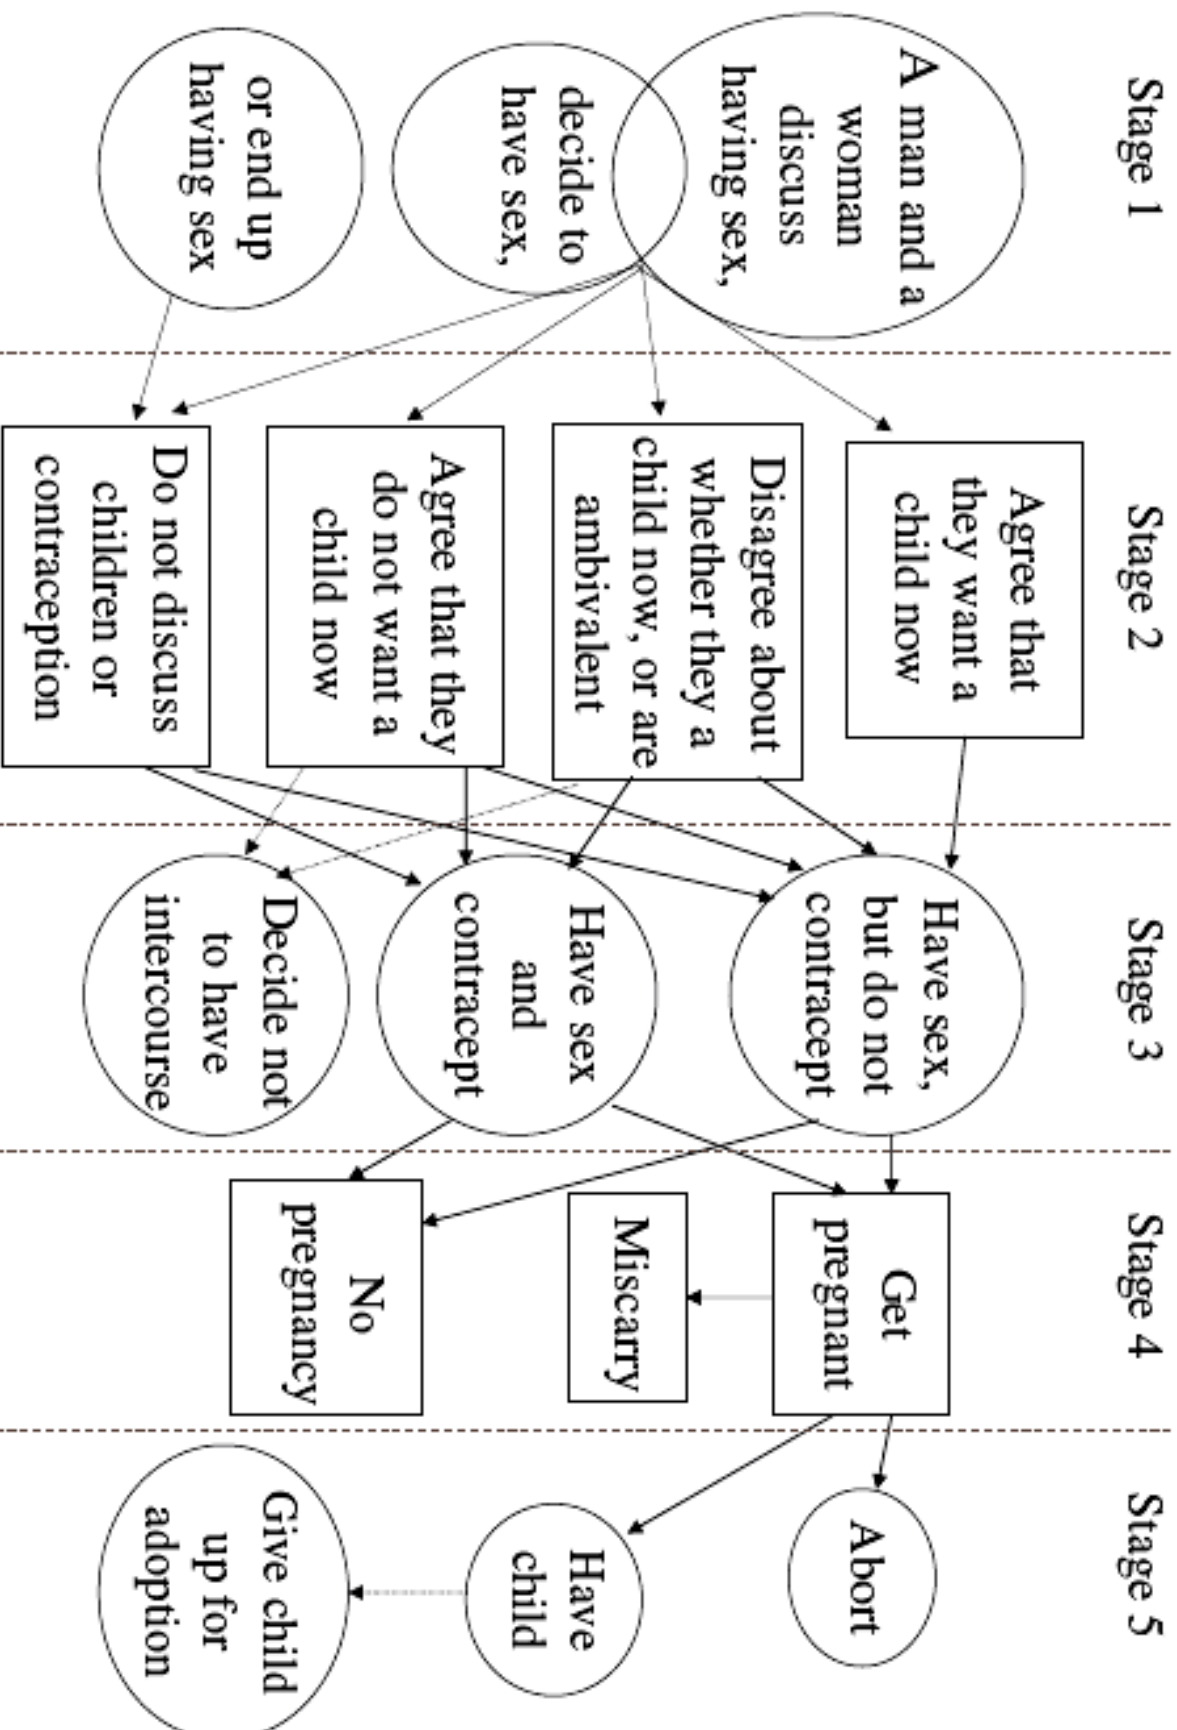 Stage 1
Stage 2
Stage 3
Stage 4
Stage 5
A man and a
woman
discuss
having sex,
decide to
have sex,
or end up
having sex
Agree that
they want a
child now
Disagree about
whether they a
child now, or are
ambivalent
Agree that they
do not want a
child now
Do not discuss
children or
contraception
Have sex,
but do not
contracept
Have sex
and
contracept
Decide not
to have
intercourse
Get
pregnant
Miscarry
No
pregnancy
Abort
Have
child
Give child
up for
adoption